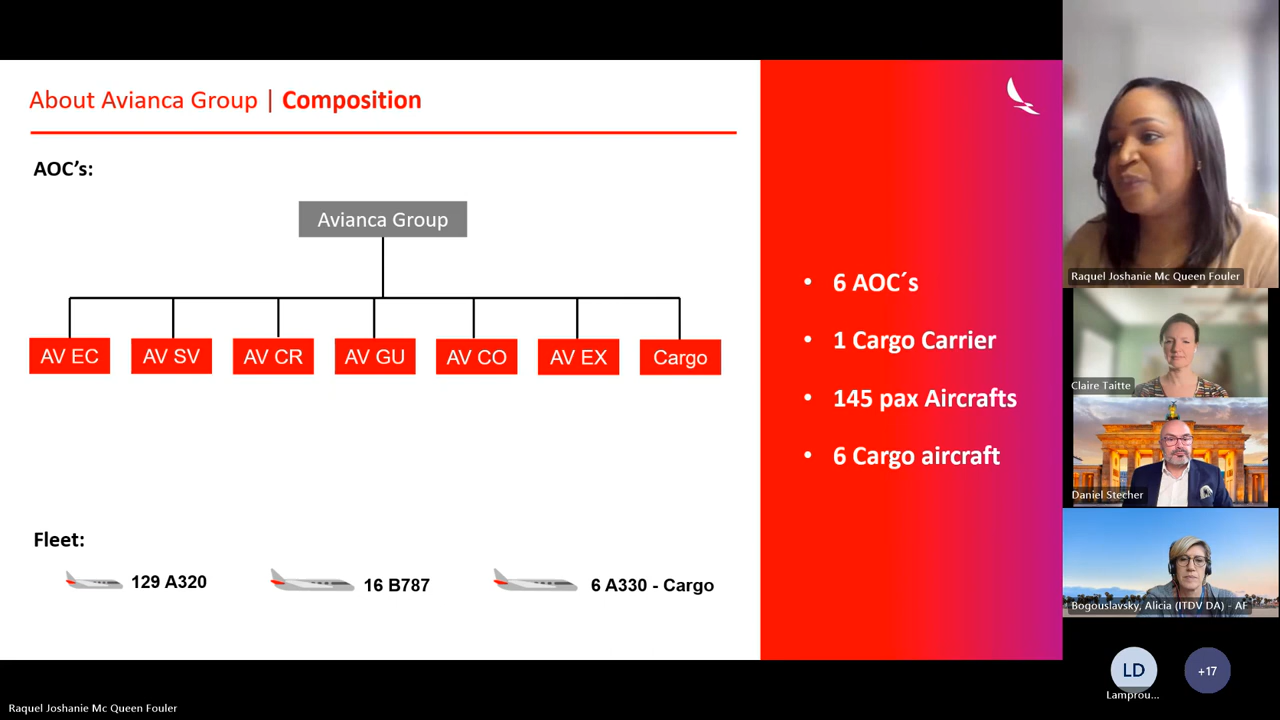 About Avianca Group | Composition
AOC's:
Avianca Group
AV EC
AV SV
AV CR
AV GU
AV CO
AV EX
Cargo
• 6 AOC´s
• 1 Cargo Carrier
• 145 pax Aircrafts
• 6 Cargo aircraft
Fleet:
129 A320
16 B787
6 A330 - Cargo
Raquel Joshanie Mc Queen Fouler
Claire Taitte
Daniel Stecher
Bogouslavsky, Alicia (ITDV DA) - AF
LD
Lamprou...
+17
Raquel Joshanie Mc Queen Fouler